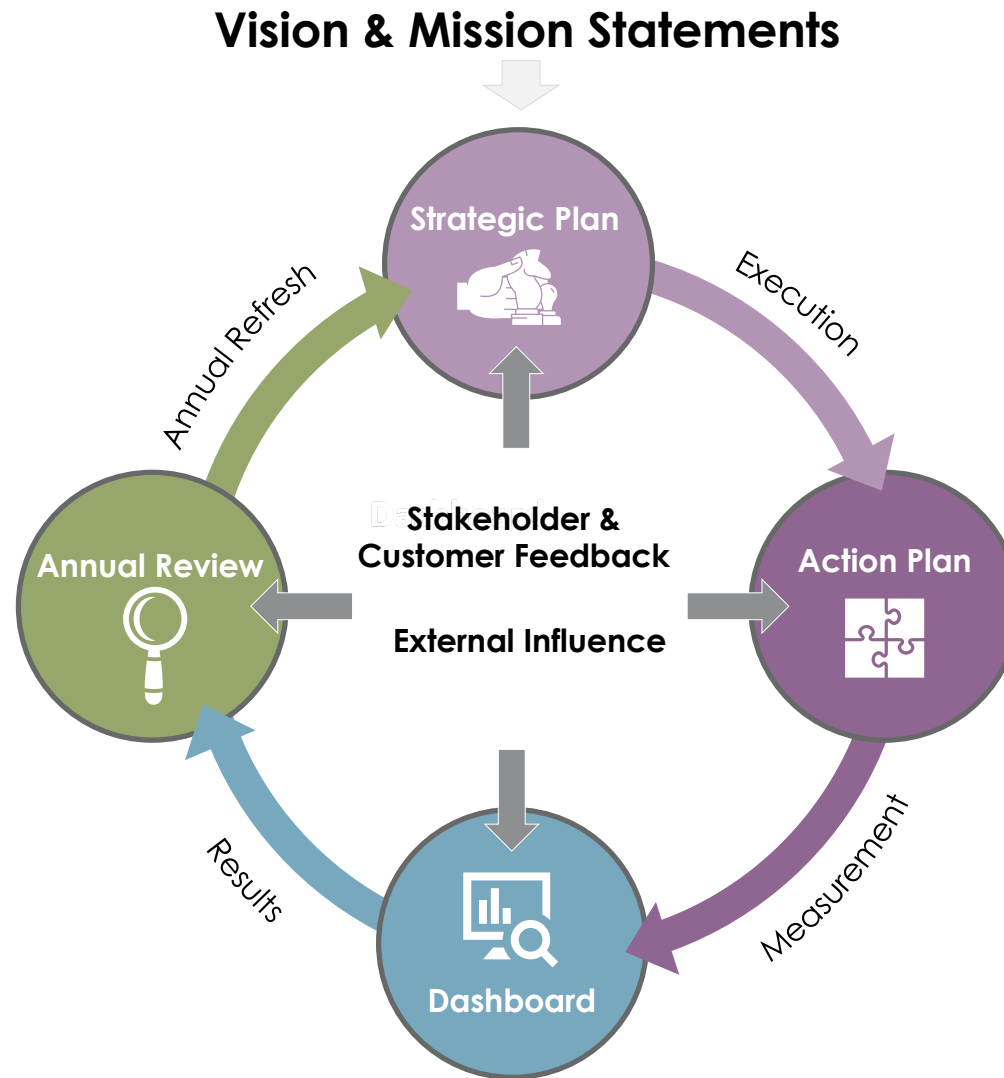 Vision & Mission Statements
Strategic Plan
Execution
Annual Refresh
Dashboard
Stakeholder &
Customer Feedback
External Influence
Annual Review
Action Plan
Results
Measurement
Dashboard